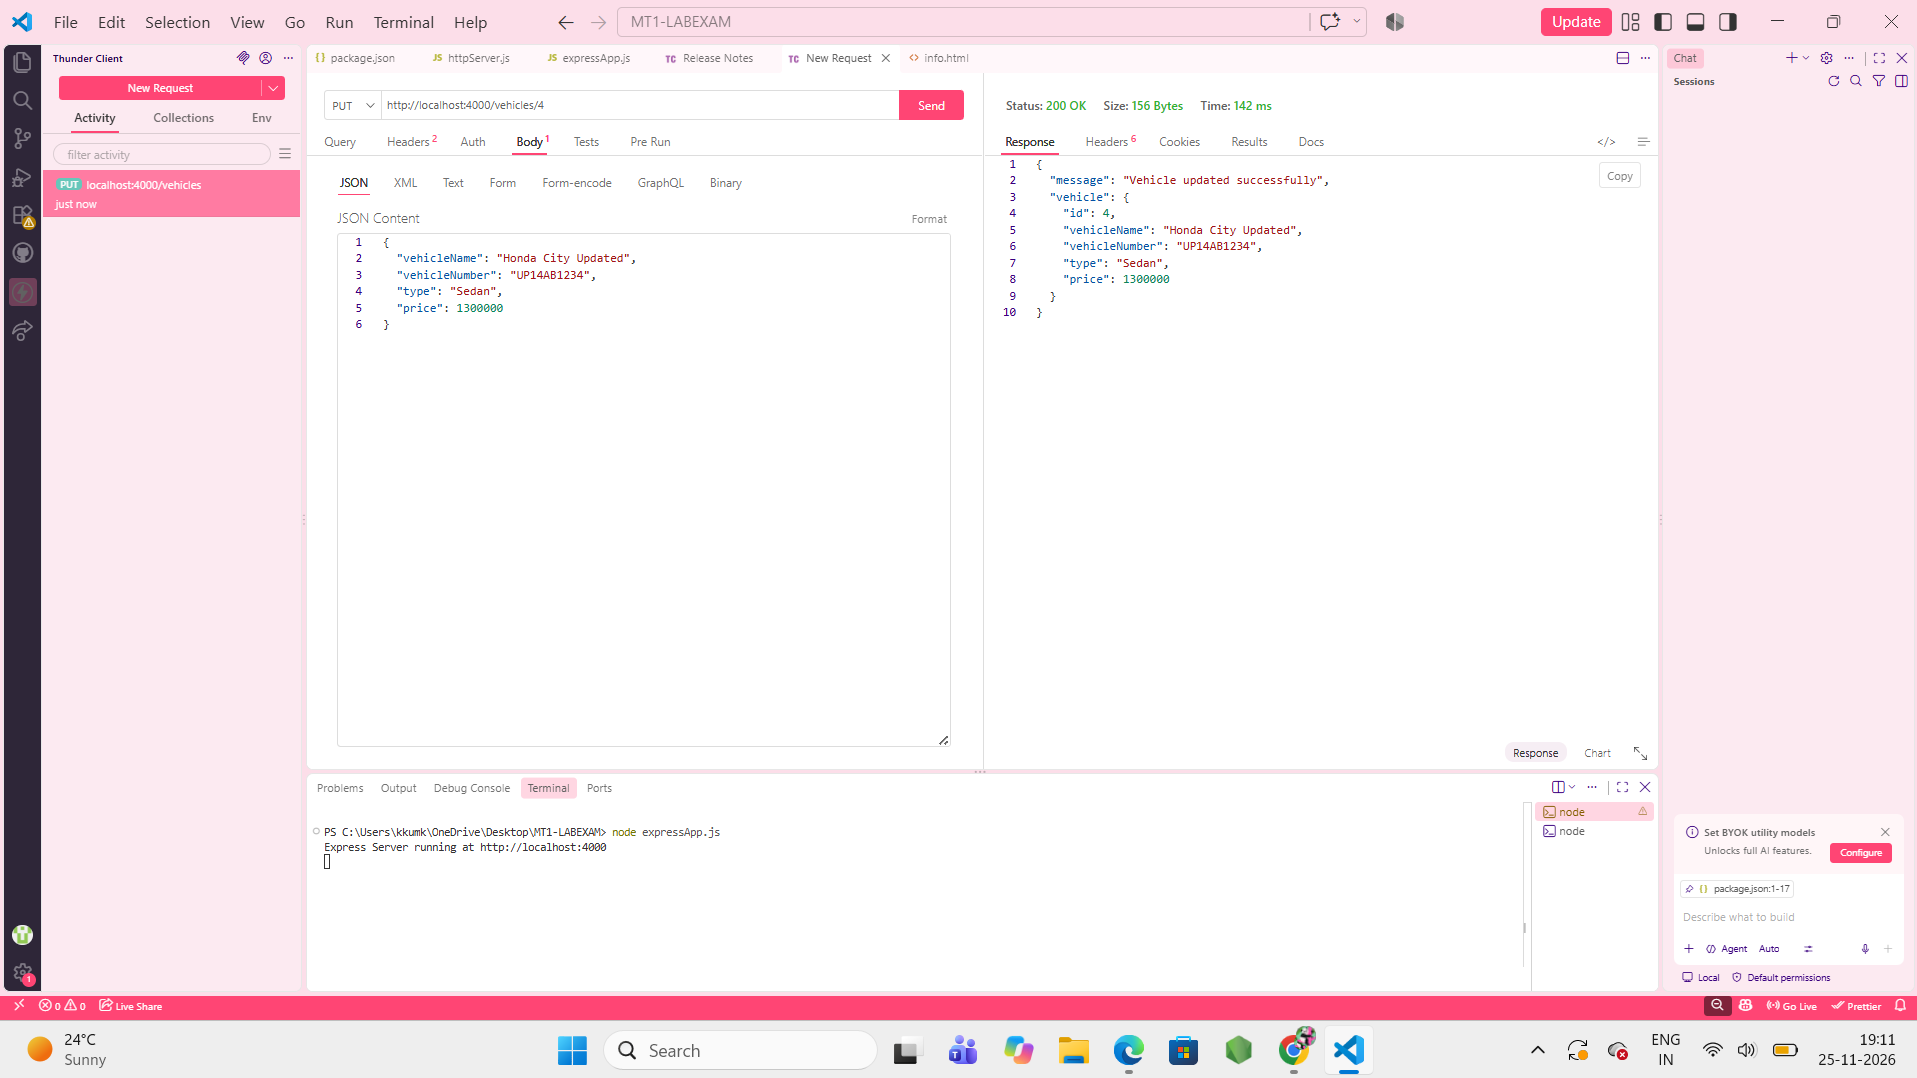 File Edit Selection View Go Run Terminal Help
MT1-LABEXAM
Update
Thunder Client
New Request
Activity Collections Env
filter activity
PUT localhost:4000/vehicles
just now
{} package.json
JS httpServer.js
JS expressApp.js
TC Release Notes
TC New Request
<> info.html
PUT http://localhost:4000/vehicles/4
Send
Query Headers 2 Auth Body 1 Tests Pre Run
JSON XML Text Form Form-encode GraphQL Binary
JSON Content
Format
1 {
2 "vehicleName": "Honda City Updated",
3 "vehicleNumber": "UP14AB1234",
4 "type": "Sedan",
5 "price": 1300000
6 }
Status: 200 OK Size: 156 Bytes Time: 142 ms
Response Headers 6 Cookies Results Docs
</>
Copy
1 {
2 "message": "Vehicle updated successfully",
3 "vehicle": {
4 "id": 4,
5 "vehicleName": "Honda City Updated",
6 "vehicleNumber": "UP14AB1234",
7 "type": "Sedan",
8 "price": 1300000
9 }
10 }
Response Chart
Problems Output Debug Console Terminal Ports
PS C:\Users\kkumk\OneDrive\Desktop\MT1-LABEXAM> node expressApp.js
Express Server running at http://localhost:4000
node
node
Chat
Sessions
Set BYOK utility models
Unlocks full AI features.
Configure
{} package.json:1-17
Describe what to build
Agent Auto
Local Default permissions
0 0 Live Share
Go Live Prettier
1
24°C
Sunny
Search
ENG
IN
19:11
25-11-2026